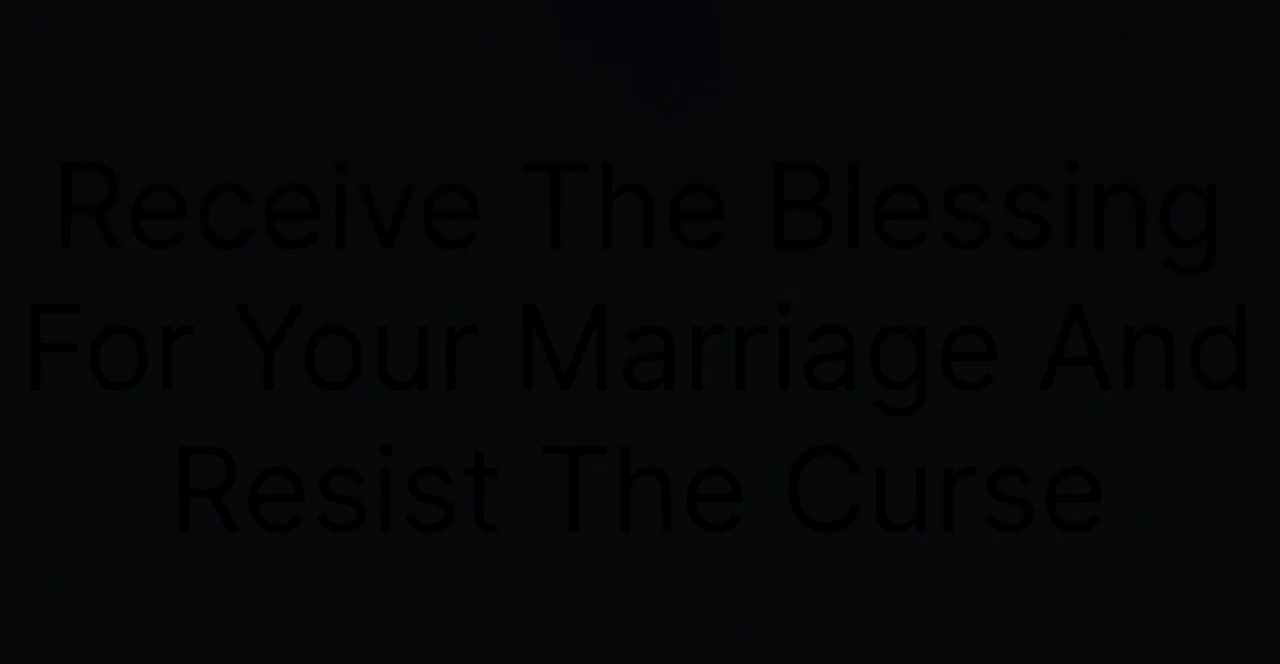 Receive The Blessing
For Your Marriage And
Resist The Curse